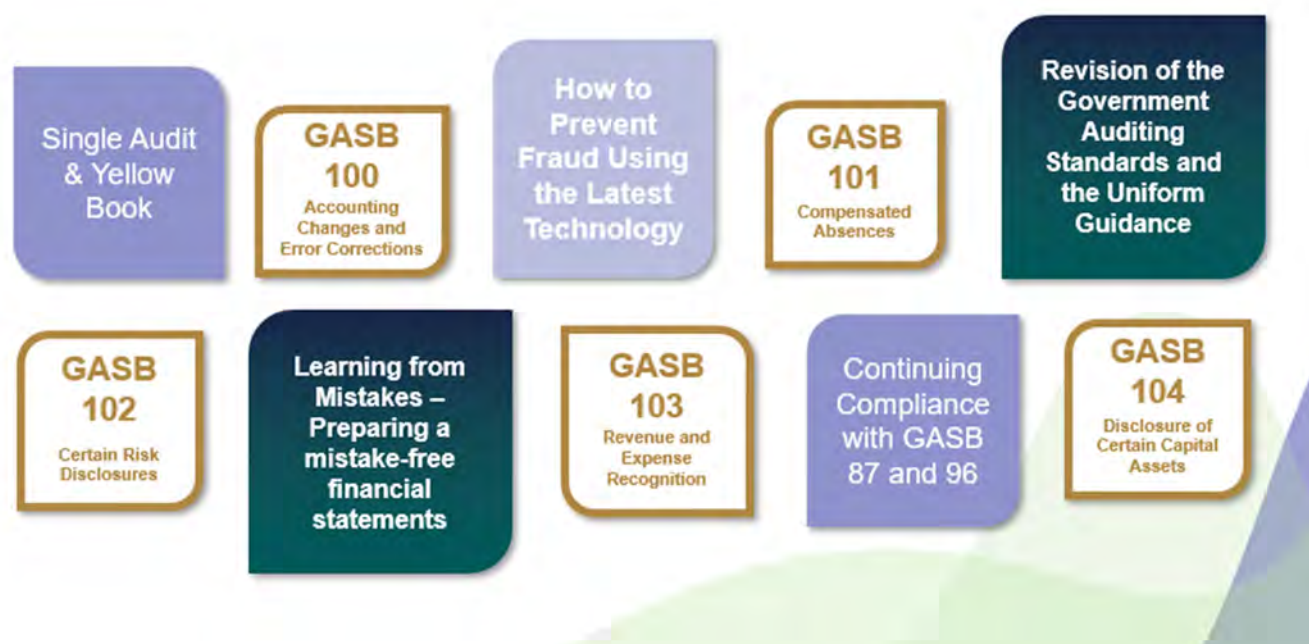 Single Audit
& Yellow
Book
GASB
100
Accounting
Changes and
Error Corrections
How to
Prevent
Fraud Using
the Latest
Technology
GASB
101
Compensated
Absences
Revision of the
Government
Auditing
Standards and
the Uniform
Guidance
GASB
102
Certain Risk
Disclosures
Learning from
Mistakes –
Preparing a
mistake-free
financial
statements
GASB
103
Revenue and
Expense
Recognition
Continuing
Compliance
with GASB
87 and 96
GASB
104
Disclosure of
Certain Capital
Assets